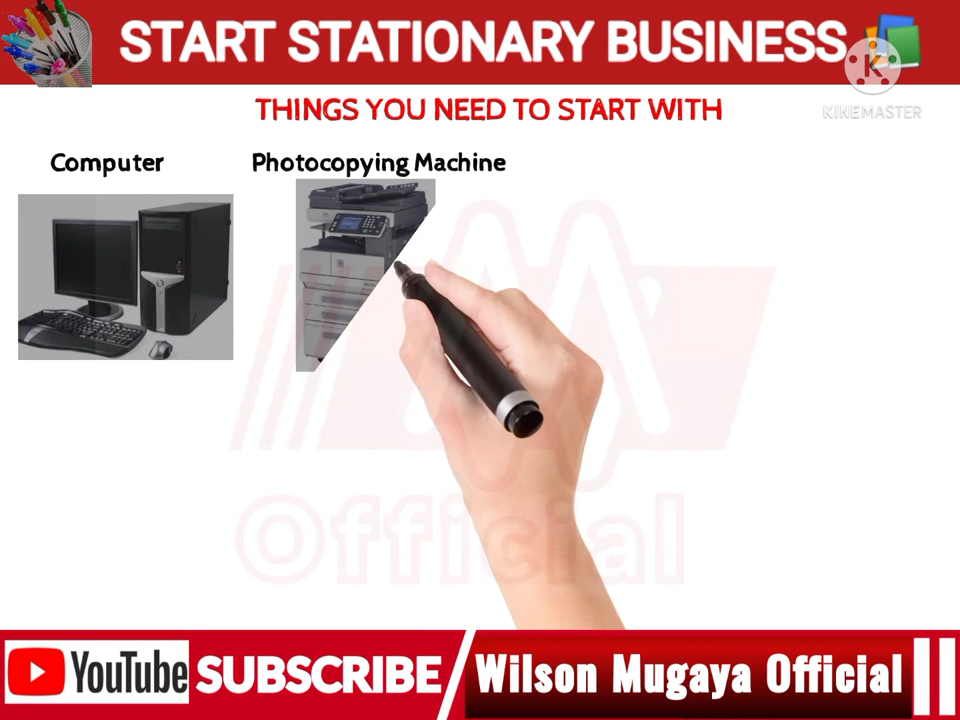 START STATIONARY BUSINESS
KINEMASTER
THINGS YOU NEED TO START WITH
Computer
Photocopying Machine
Official
YouTube SUBSCRIBE
Wilson Mugaya Official